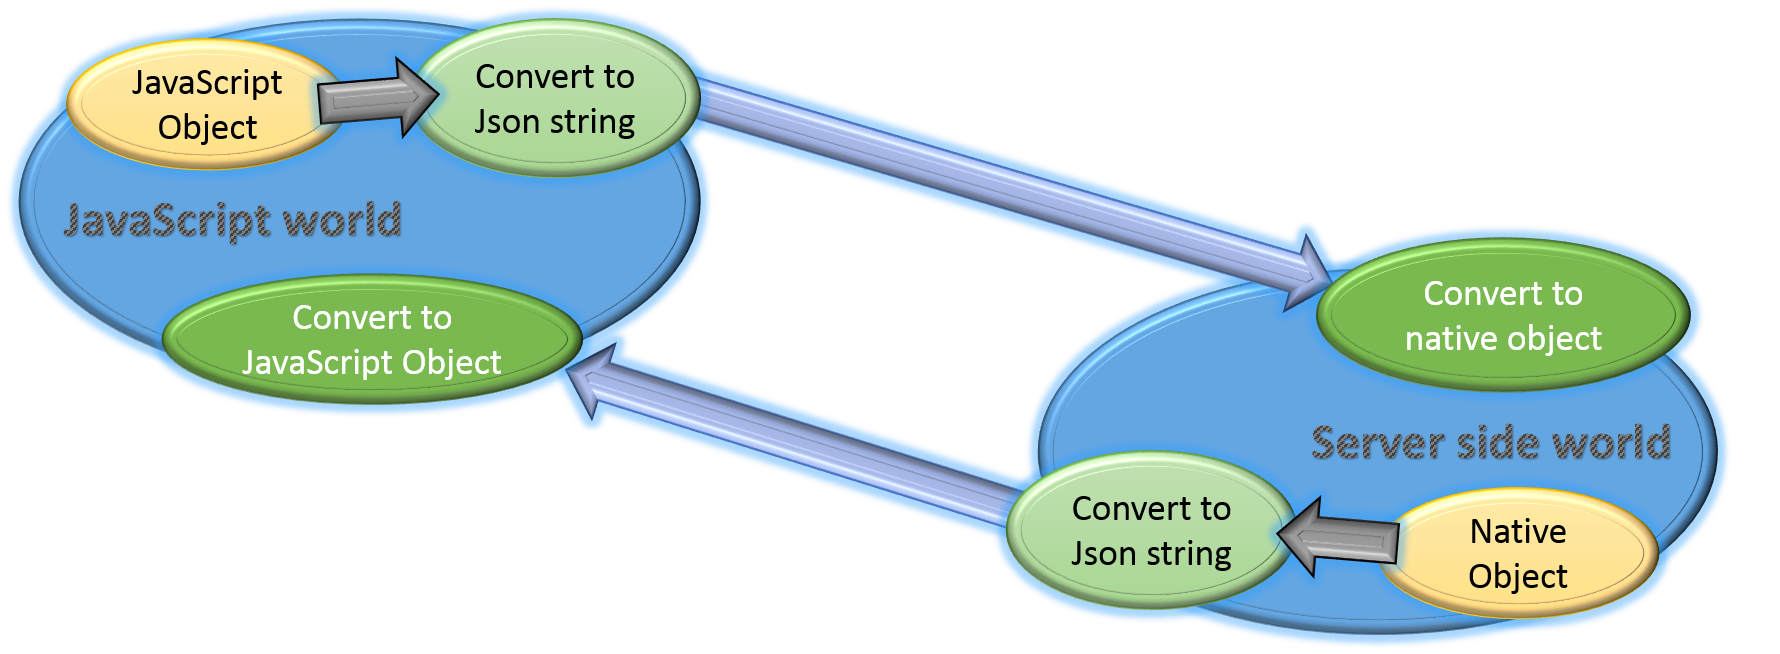 JavaScript
Object
Convert to
Json string
JavaScript world
Convert to
JavaScript Object
Convert to
native object
Server side world
Convert to
Json string
Native
Object